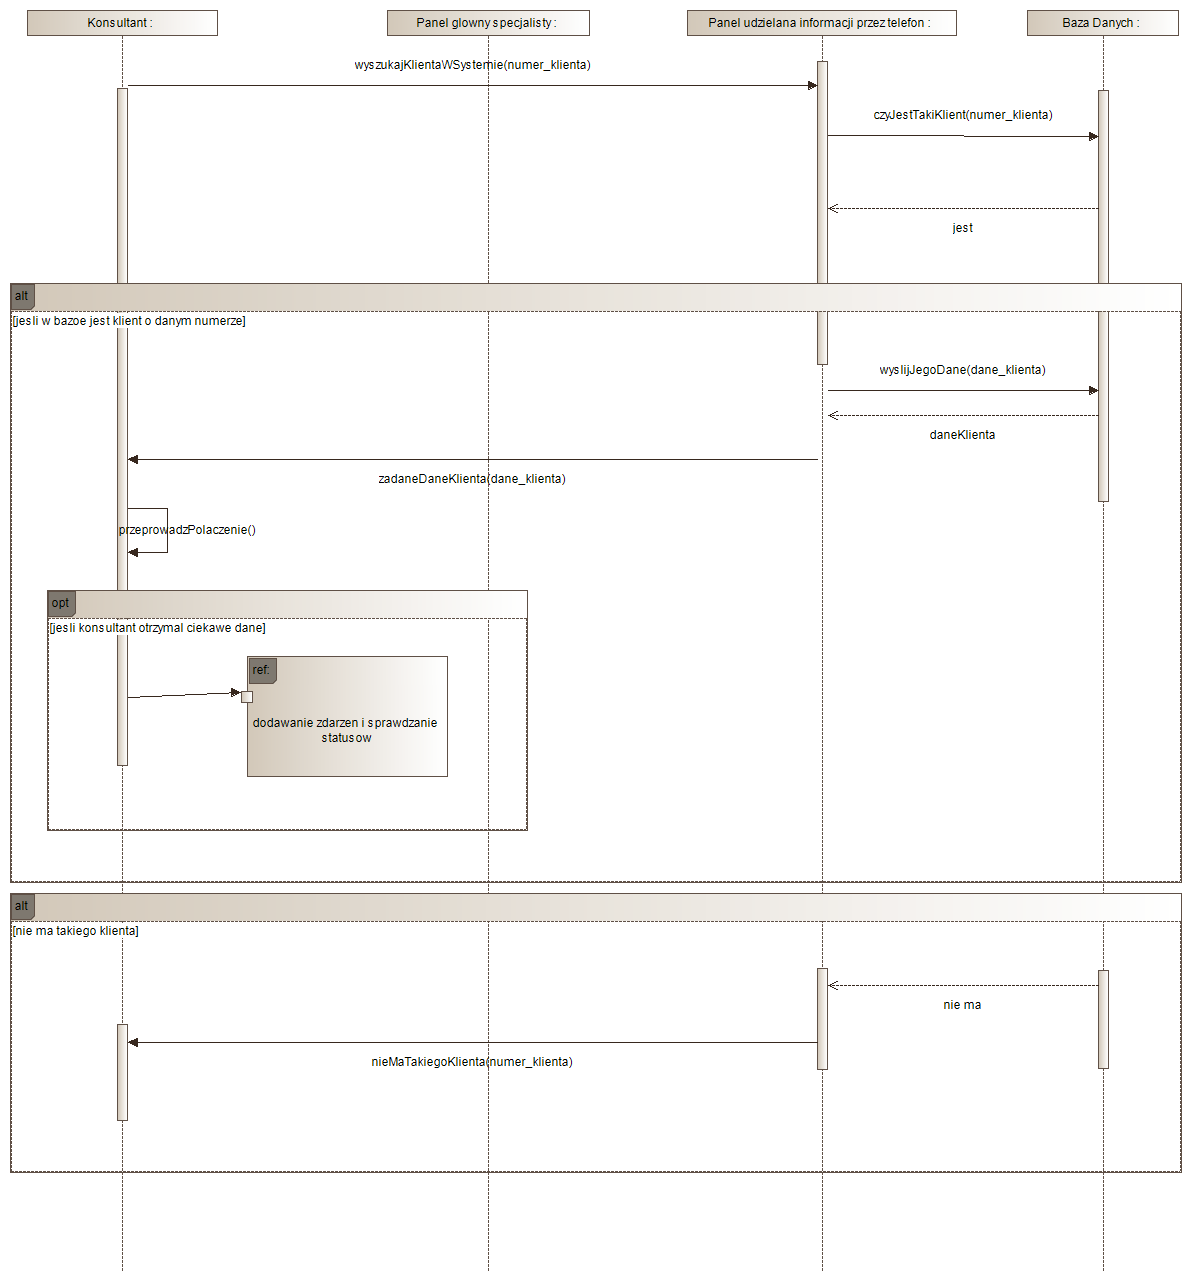 Konsultant :
Panel glowny specjalisty :
Panel udzielana informacji przez telefon :
Baza Danych :
wyszukajKlientaWSystemie(numer_klienta)
czyJestTakiKlient(numer_klienta)
jest
alt
[jesli w bazoe jest klient o danym numerze]
wyslijJegoDane(dane_klienta)
daneKlienta
zadaneDaneKlienta(dane_klienta)
przeprowadzPolaczenie()
opt
[jesli konsultant otrzymal ciekawe dane]
ref:
dodawanie zdarzen i sprawdzanie
statusow
alt
[nie ma takiego klienta]
nie ma
nieMaTakiegoKlienta(numer_klienta)